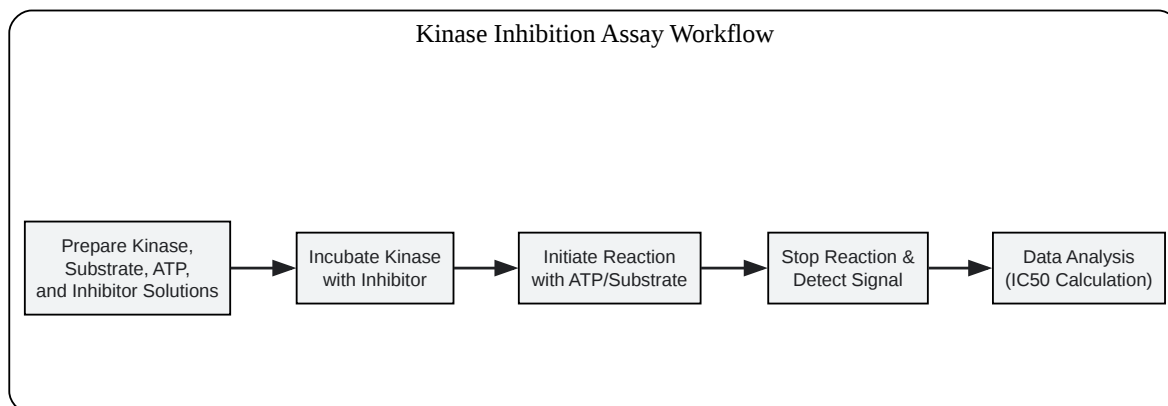 Kinase Inhibition Assay Workflow
Prepare Kinase,
Substrate, ATP,
and Inhibitor Solutions
Incubate Kinase
with Inhibitor
Initiate Reaction
with ATP/Substrate
Stop Reaction &
Detect Signal
Data Analysis
(IC50 Calculation)